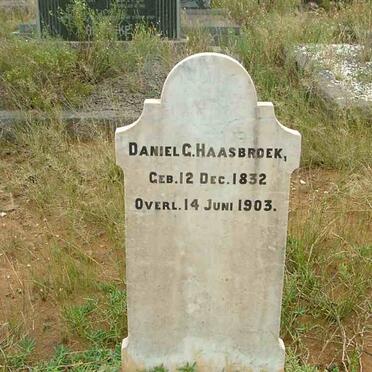 DANIEL G. HAASBROEK,
GEB. 12 DEC. 1832
OVERL. 14 JUNI 1903.